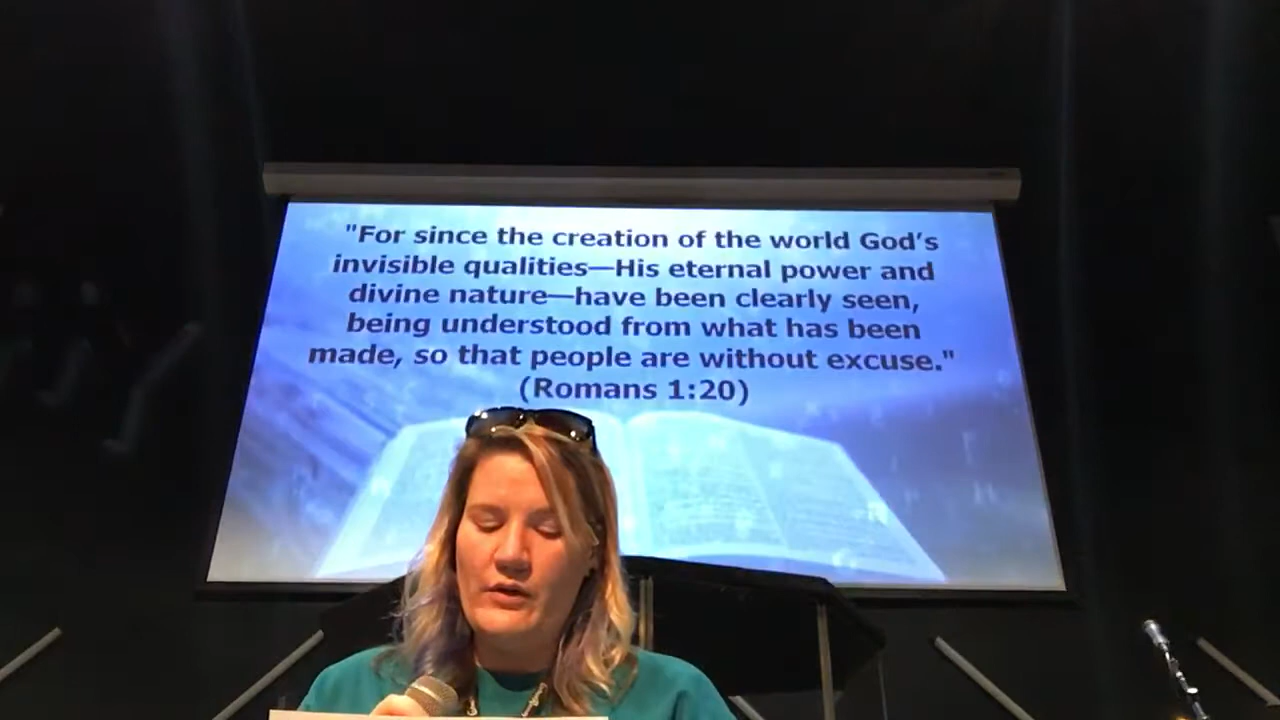 "For since the creation of the world God’s
invisible qualities—His eternal power and
divine nature—have been clearly seen,
being understood from what has been
made, so that people are without excuse."
(Romans 1:20)